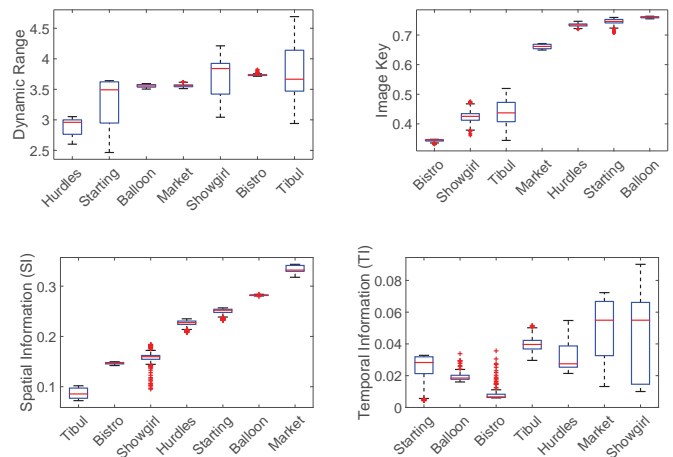 Dynamic Range
4.5
4
3.5
3
2.5
Hurdles
Starting
Balloon
Market
Showgirl
Bistro
Tibul
Image Key
0.7
0.6
0.5
0.4
Bistro
Showgirl
Tibul
Market
Hurdles
Starting
Balloon
Spatial Information (SI)
0.3
0.2
0.1
Tibul
Bistro
Showgirl
Hurdles
Starting
Balloon
Market
Temporal Information (TI)
0.08
0.06
0.04
0.02
0
Starting
Balloon
Bistro
Tibul
Hurdles
Market
Showgirl